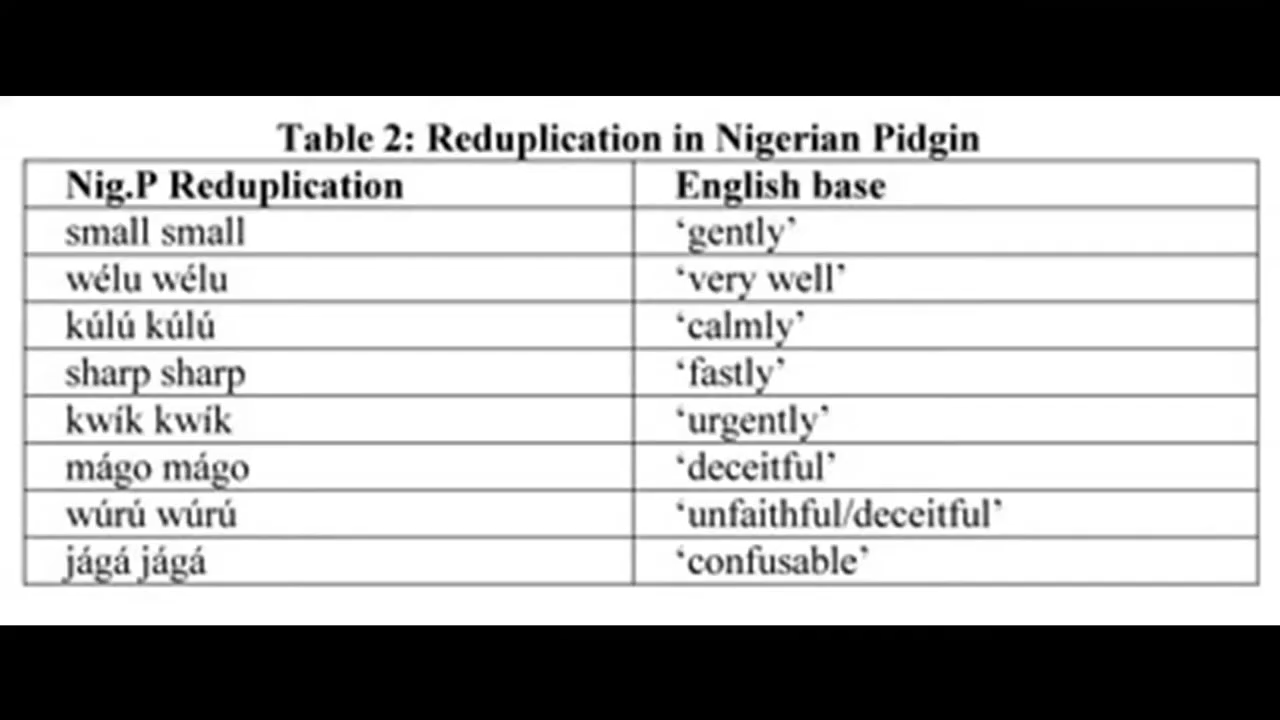 Table 2: Reduplication in Nigerian Pidgin
Nig.P Reduplication English base
small small ‘gently’
wélu wélu ‘very well’
kúlú kúlú ‘calmly’
sharp sharp ‘fastly’
kwík kwík ‘urgently’
mágo mágo ‘deceitful’
wúrú wúrú ‘unfaithful/deceitful’
jágá jágá ‘confusable’